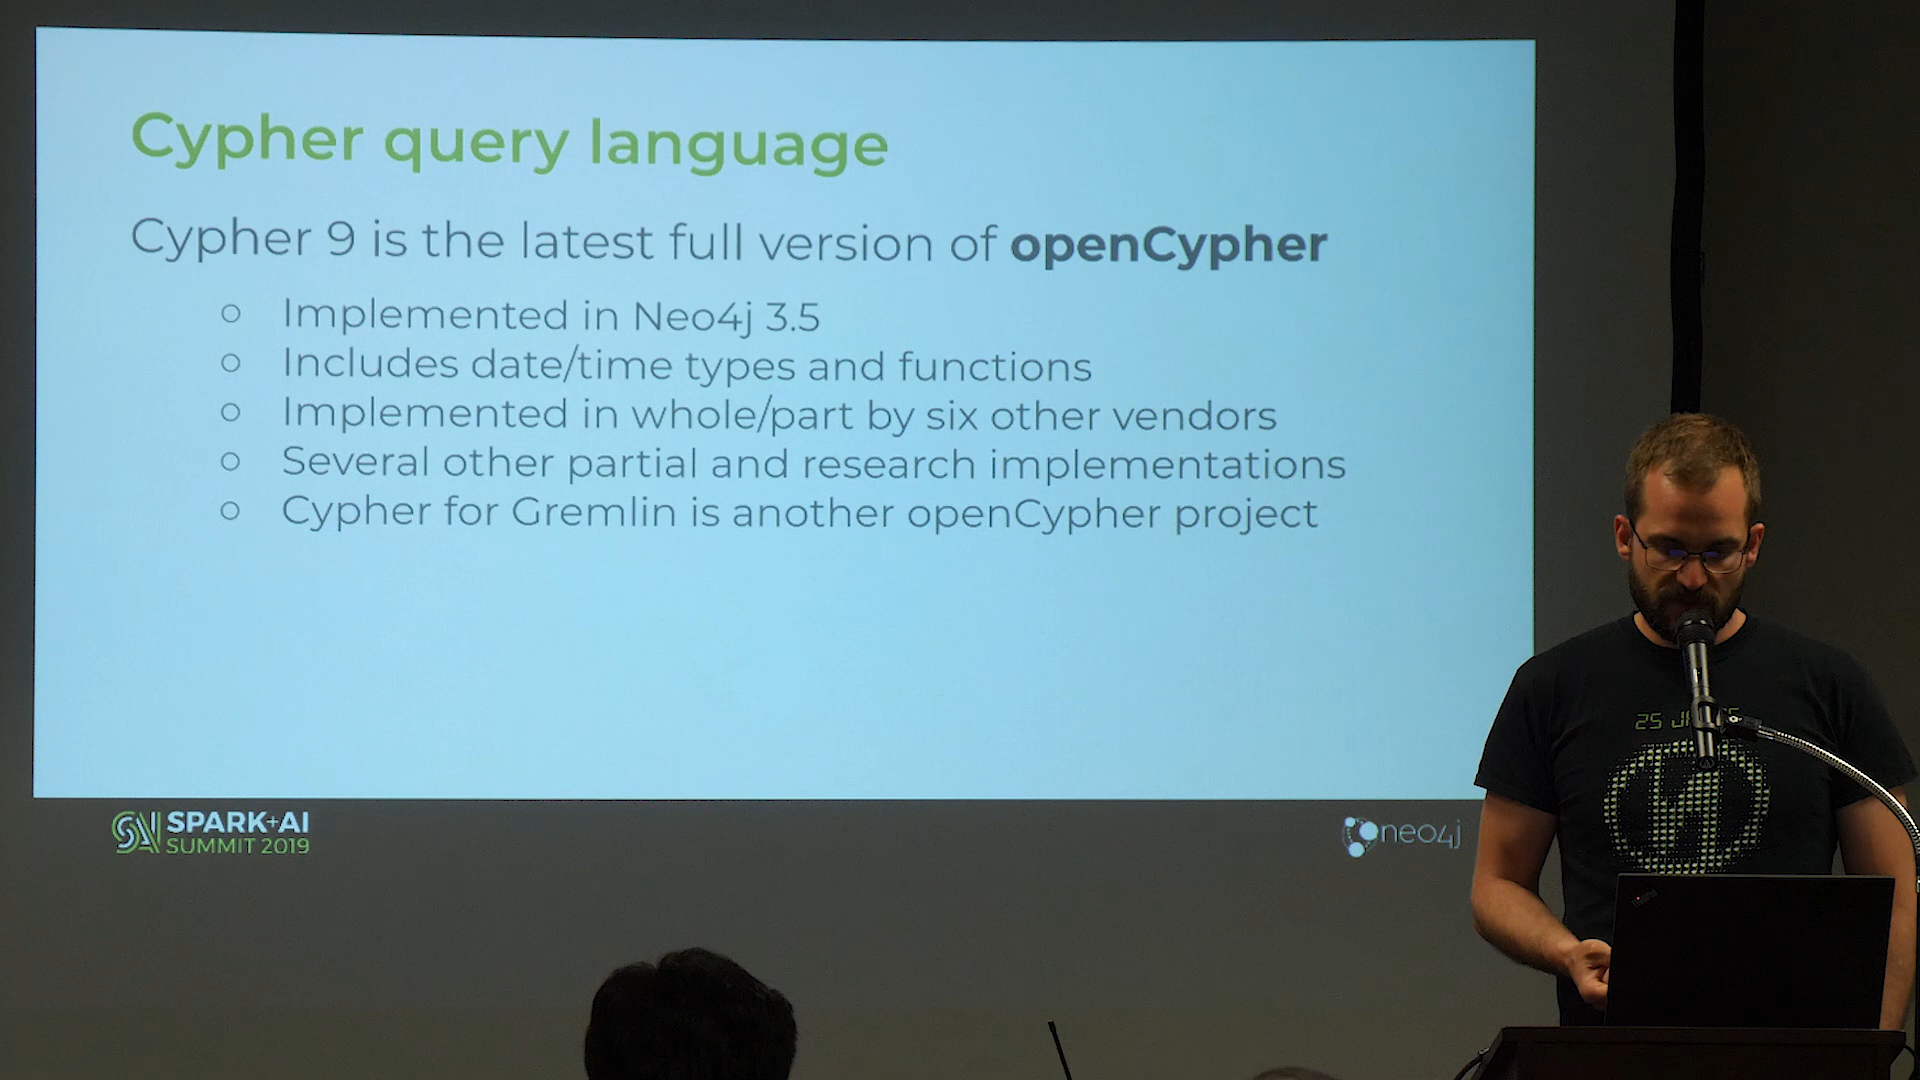 Cypher query language
Cypher 9 is the latest full version of openCypher
○ Implemented in Neo4j 3.5
○ Includes date/time types and functions
○ Implemented in whole/part by six other vendors
○ Several other partial and research implementations
○ Cypher for Gremlin is another openCypher project
SPARK+AI
SUMMIT 2019
neo4j
25
ThinkPad